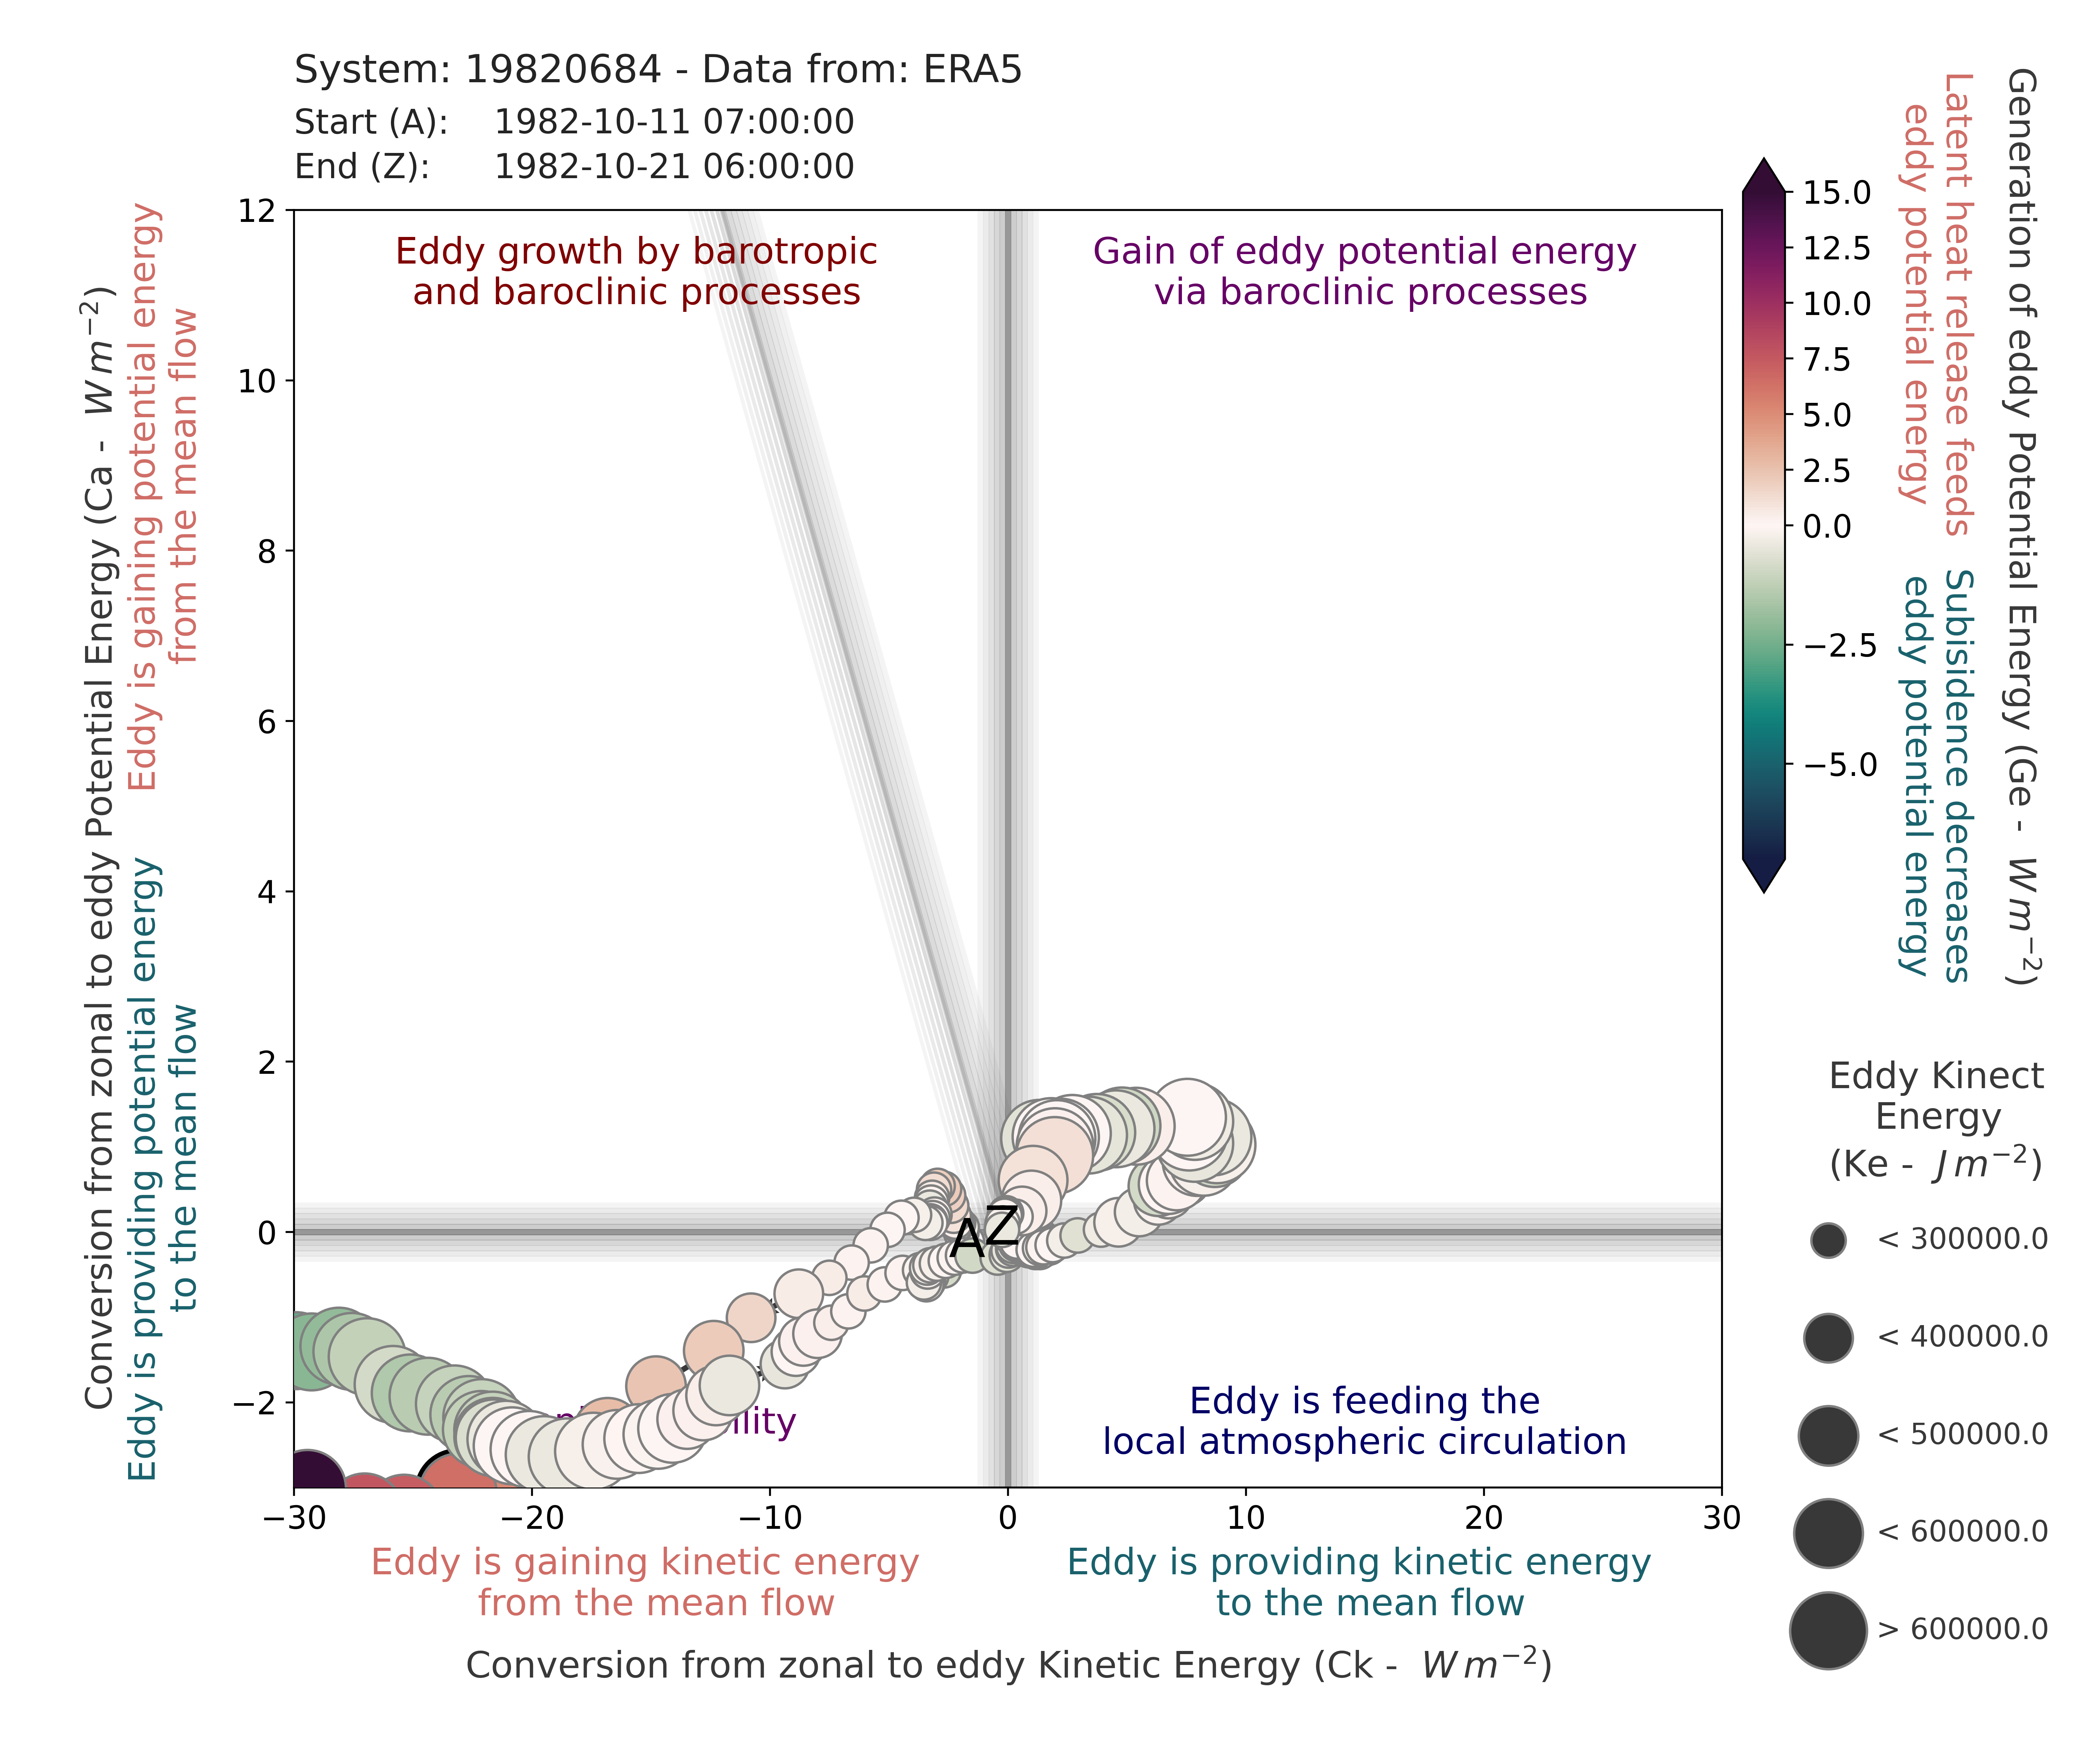 System: 19820684 - Data from: ERA5
Start (A): 1982-10-11 07:00:00
End (Z): 1982-10-21 06:00:00
Conversion from zonal to eddy Potential Energy (Ca - W m⁻²)
Eddy is gaining potential energy
from the mean flow
Eddy is providing potential energy
to the mean flow
12
10
8
6
4
2
0
−2
Eddy growth by barotropic
and baroclinic processes
Gain of eddy potential energy
via baroclinic processes
A
Z
Eddy is feeding the
local atmospheric circulation
−30
−20
−10
0
10
20
30
Eddy is gaining kinetic energy
from the mean flow
Eddy is providing kinetic energy
to the mean flow
Conversion from zonal to eddy Kinetic Energy (Ck - W m⁻²)
15.0
12.5
10.0
7.5
5.0
2.5
0.0
−2.5
−5.0
Latent heat release feeds
eddy potential energy
Subisidence decreases
eddy potential energy
Generation of eddy Potential Energy (Ge - W m⁻²)
Eddy Kinect
Energy
(Ke - J m⁻²)
< 300000.0
< 400000.0
< 500000.0
< 600000.0
> 600000.0